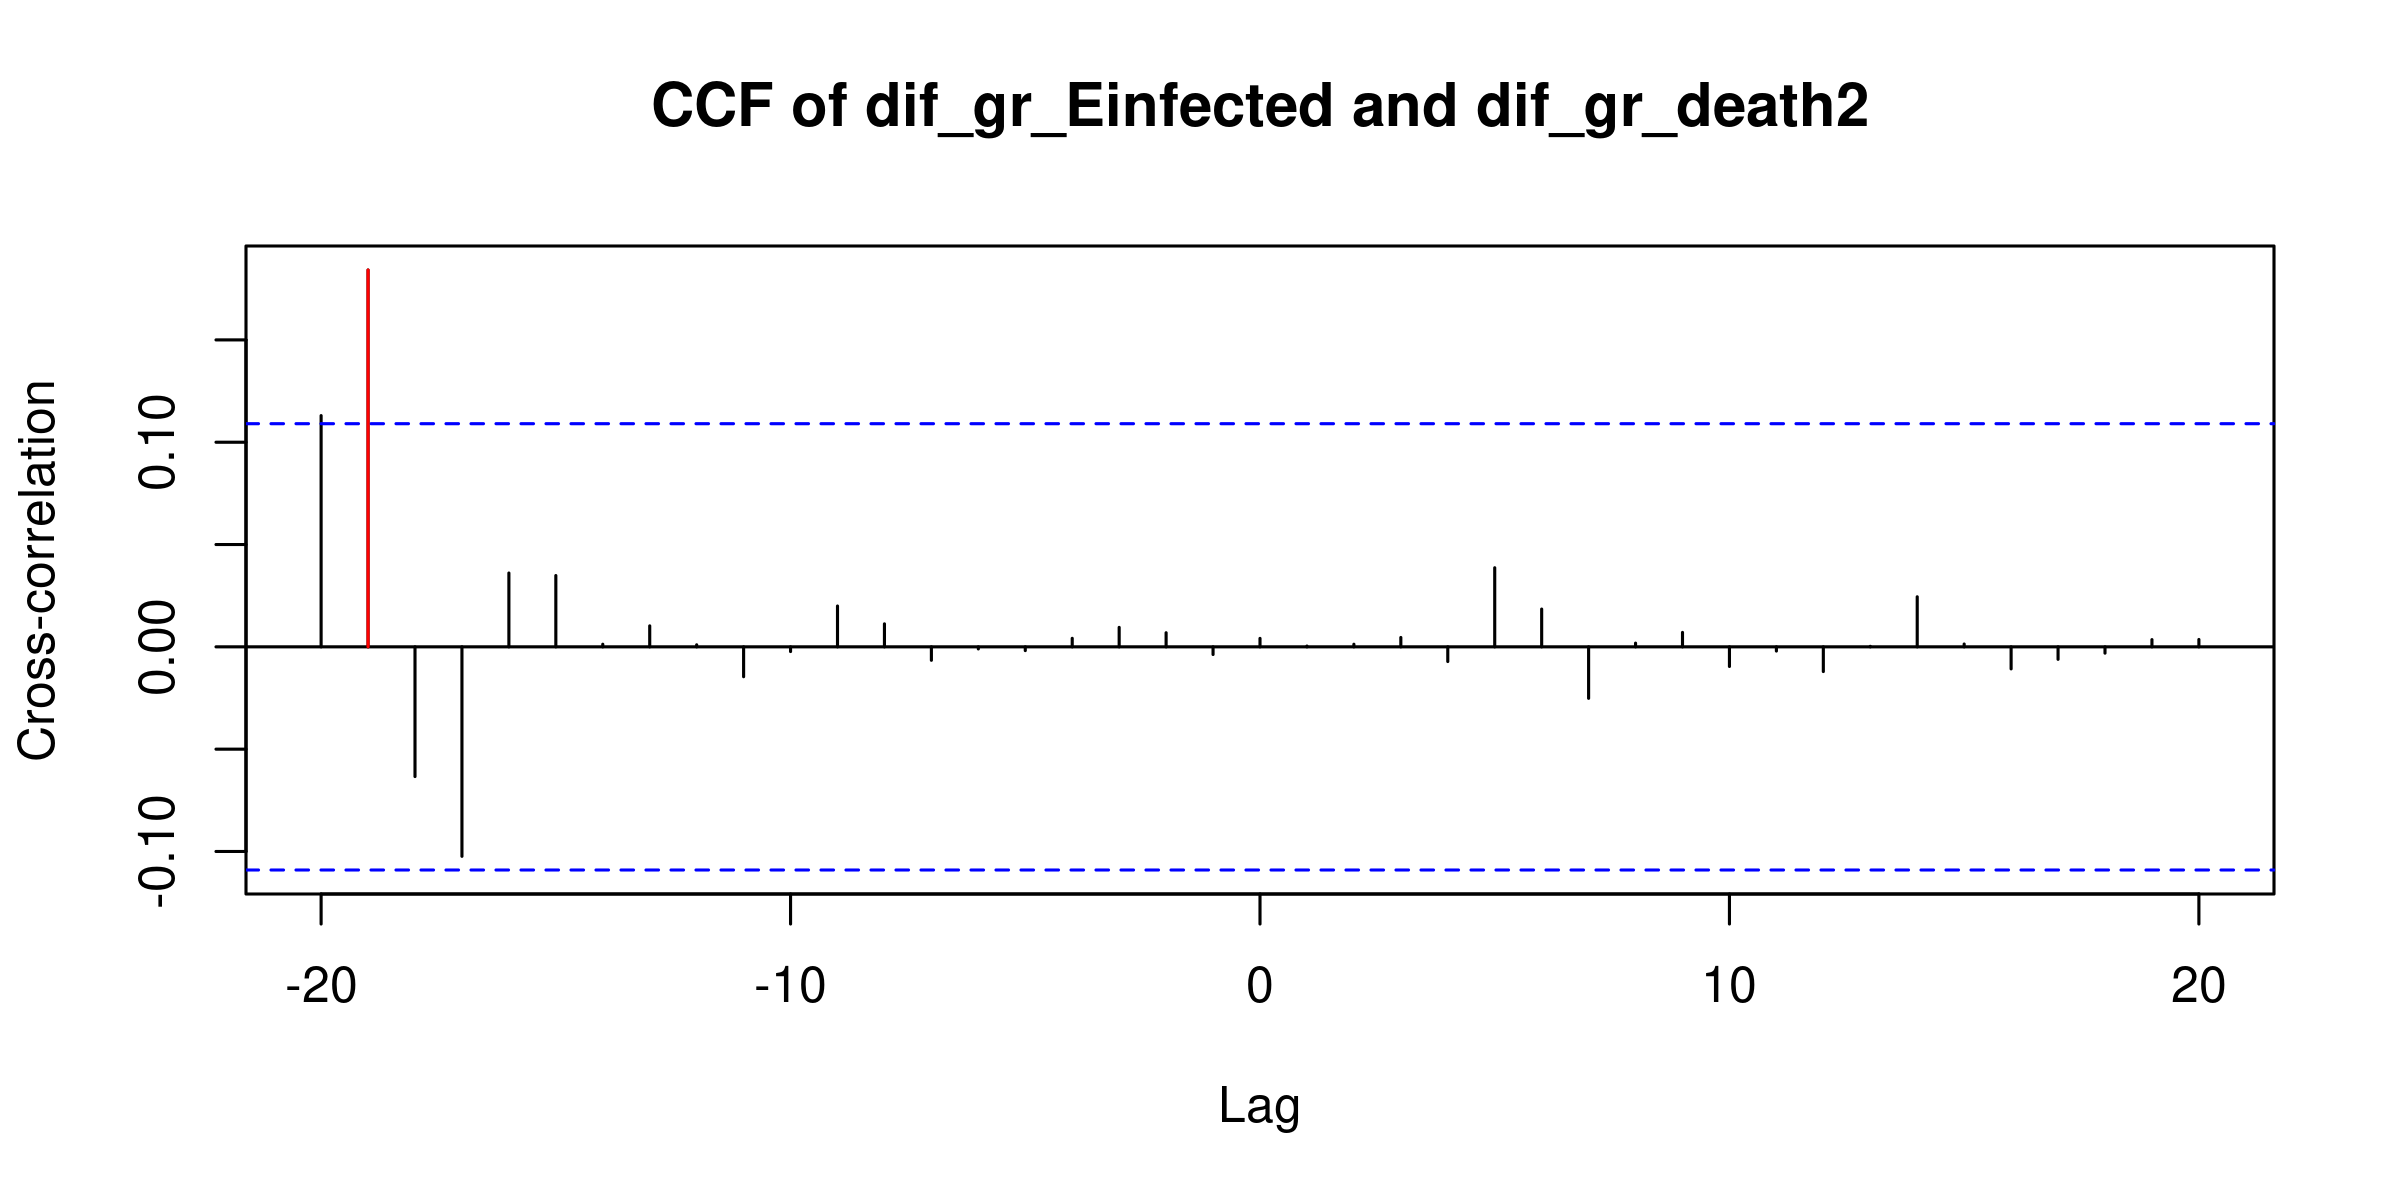 CCF of dif_gr_Einfected and dif_gr_death2
Cross-correlation
0.10
0.00
-0.10
-20
-10
0
10
20
Lag